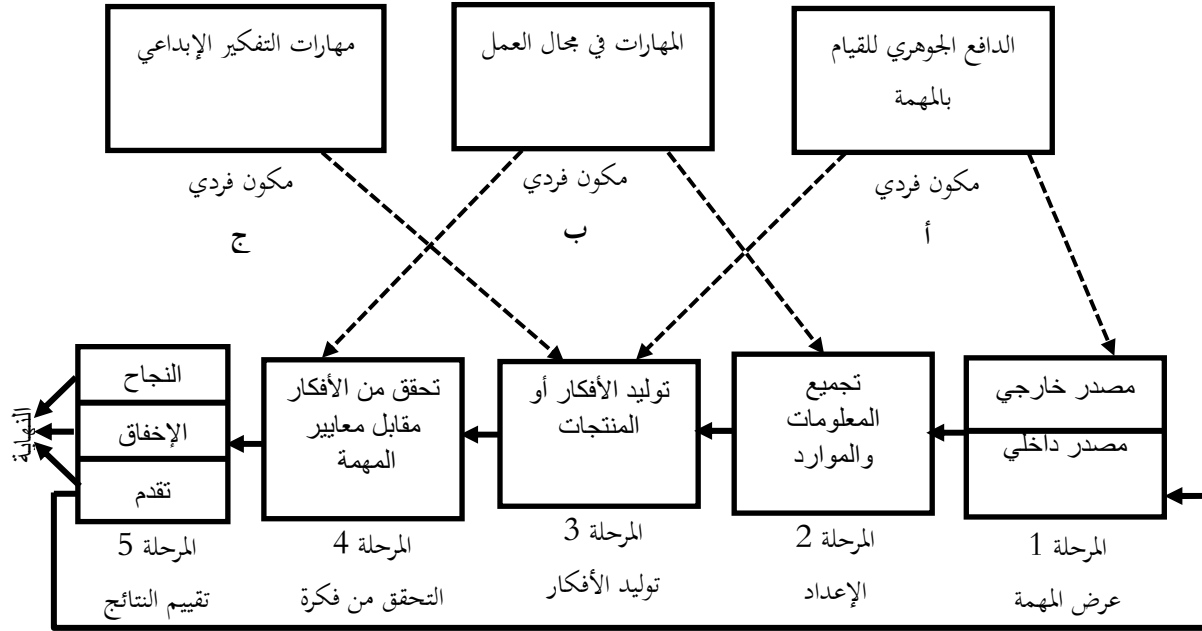 الدافع الجوهري للقيام
بالمهمة
المهارات في مجال العمل
مهارات التفكير الإبداعي
مكون فردي
أ
مكون فردي
ب
مكون فردي
ج
مصدر خارجي
مصدر داخلي
تجميع
المعلومات
والموارد
توليد الأفكار أو
المنتجات
تحقق من الأفكار
مقابل معايير
المهمة
النجاح
الإخفاق
تقدم
النهاية
المرحلة 1
عرض المهمة
المرحلة 2
الإعداد
المرحلة 3
توليد الأفكار
المرحلة 4
التحقق من فكرة
المرحلة 5
تقييم النتائج